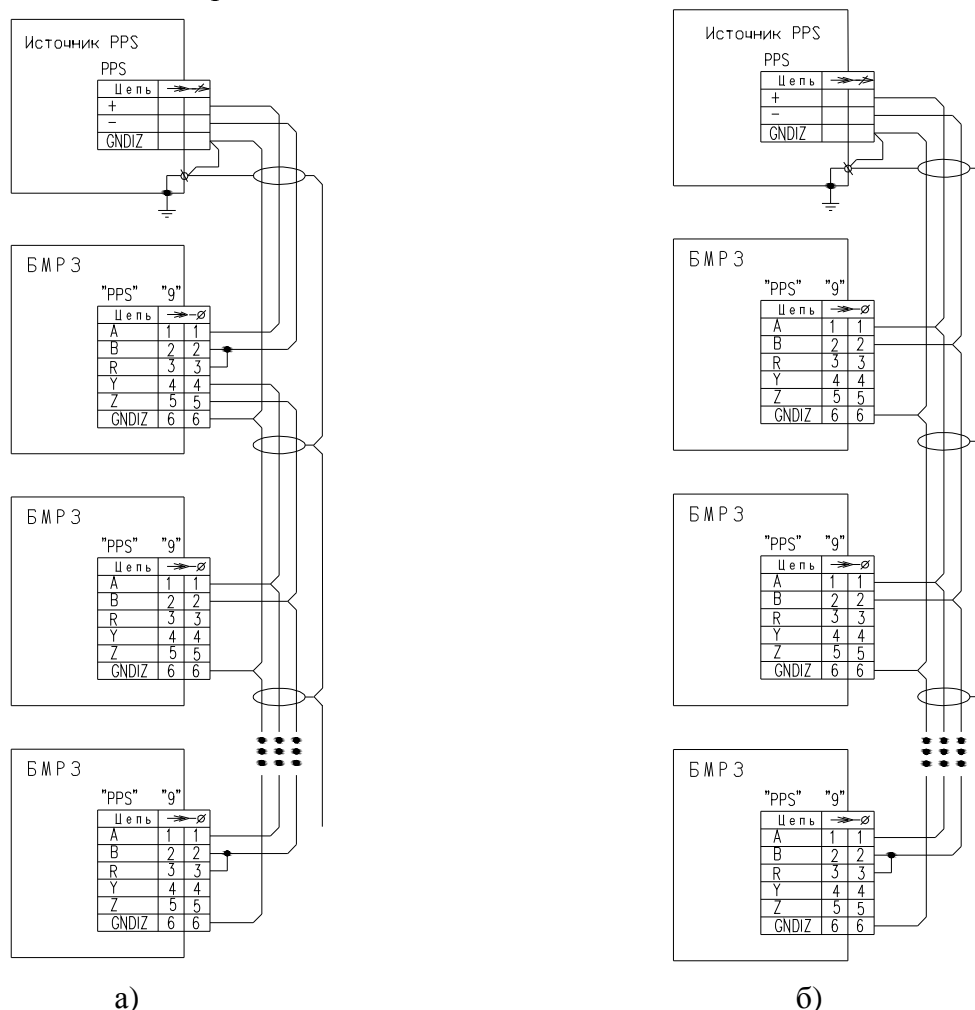 Источник PPS
PPS
Цепь
+
−
GNDIZ
БМРЗ
"PPS" "9"
Цепь
A 1 1
B 2 2
R 3 3
Y 4 4
Z 5 5
GNDIZ 6 6
БМРЗ
"PPS" "9"
Цепь
A 1 1
B 2 2
R 3 3
Y 4 4
Z 5 5
GNDIZ 6 6
БМРЗ
"PPS" "9"
Цепь
A 1 1
B 2 2
R 3 3
Y 4 4
Z 5 5
GNDIZ 6 6
а)
Источник PPS
PPS
Цепь
+
−
GNDIZ
БМРЗ
"PPS" "9"
Цепь
A 1 1
B 2 2
R 3 3
Y 4 4
Z 5 5
GNDIZ 6 6
БМРЗ
"PPS" "9"
Цепь
A 1 1
B 2 2
R 3 3
Y 4 4
Z 5 5
GNDIZ 6 6
БМРЗ
"PPS" "9"
Цепь
A 1 1
B 2 2
R 3 3
Y 4 4
Z 5 5
GNDIZ 6 6
б)